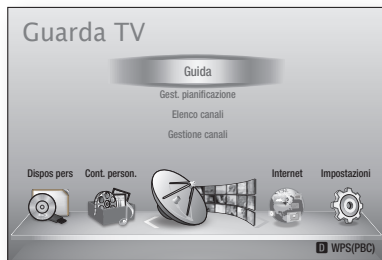 Guarda TV
Guida
Gest. pianificazione
Elenco canali
Gestione canali
Dispos pers Cont. person. Internet Impostazioni
D WPS(PBC)